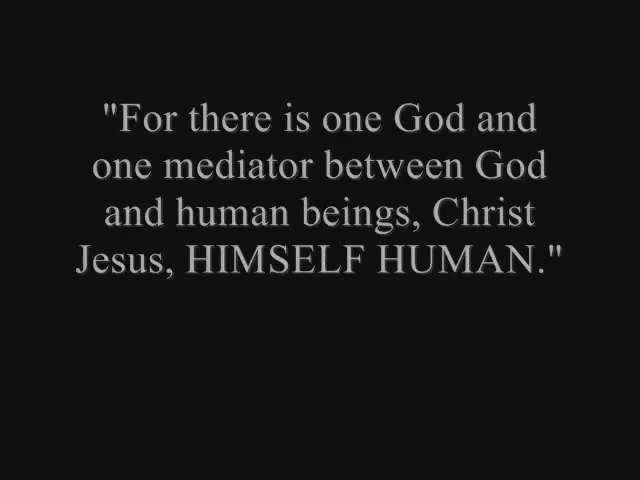 "For there is one God and
one mediator between God
and human beings, Christ
Jesus, HIMSELF HUMAN."